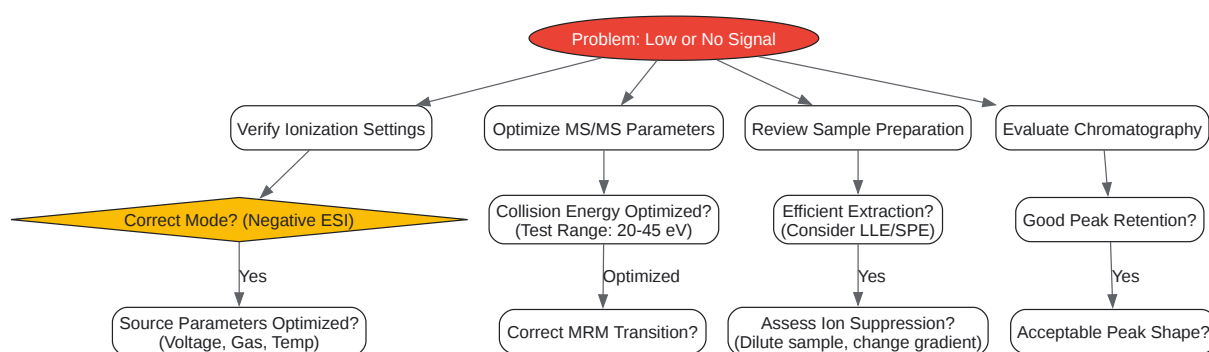 Problem: Low or No Signal
Verify Ionization Settings
Optimize MS/MS Parameters
Review Sample Preparation
Evaluate Chromatography
Correct Mode? (Negative ESI)
Collision Energy Optimized?
(Test Range: 20-45 eV)
Efficient Extraction?
(Consider LLE/SPE)
Good Peak Retention?
Yes
Optimized
Yes
Yes
Source Parameters Optimized?
(Voltage, Gas, Temp)
Correct MRM Transition?
Assess Ion Suppression?
(Dilute sample, change gradient)
Acceptable Peak Shape?